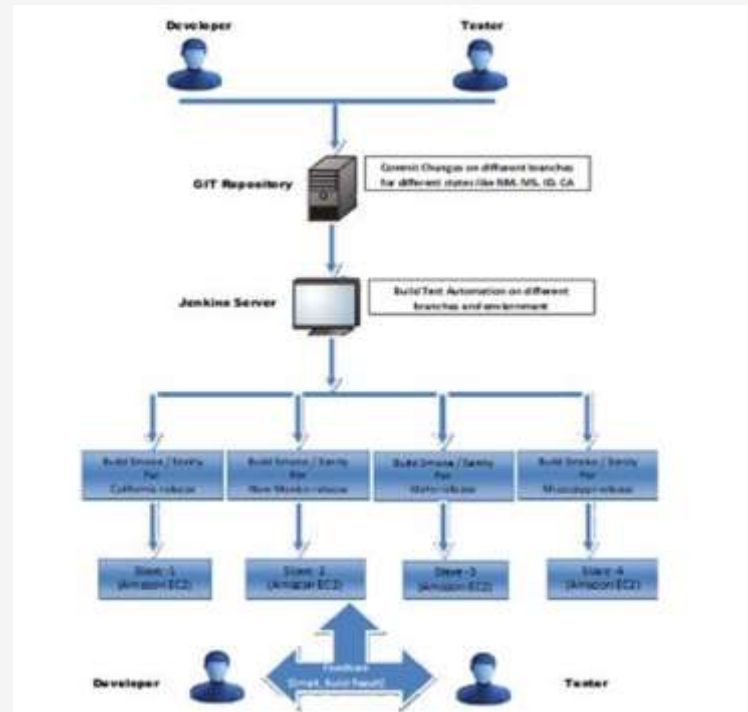 Developer
Tester
GIT Repository
Commit Changes on different branches
for different states like NM, MS, ID, CA
Jenkins Server
Build Test Automation on different
branches and environment
Build Smoke / Sanity
For
California release
Build Smoke / Sanity
For
New Mexico release
Build Smoke / Sanity
For
Idaho release
Build Smoke / Sanity
For
Mississippi release
Slave -1
(Amazon EC2)
Slave -2
(Amazon EC2)
Slave -3
(Amazon EC2)
Slave -4
(Amazon EC2)
Developer
Feedback
(Email, Build Result)
Tester